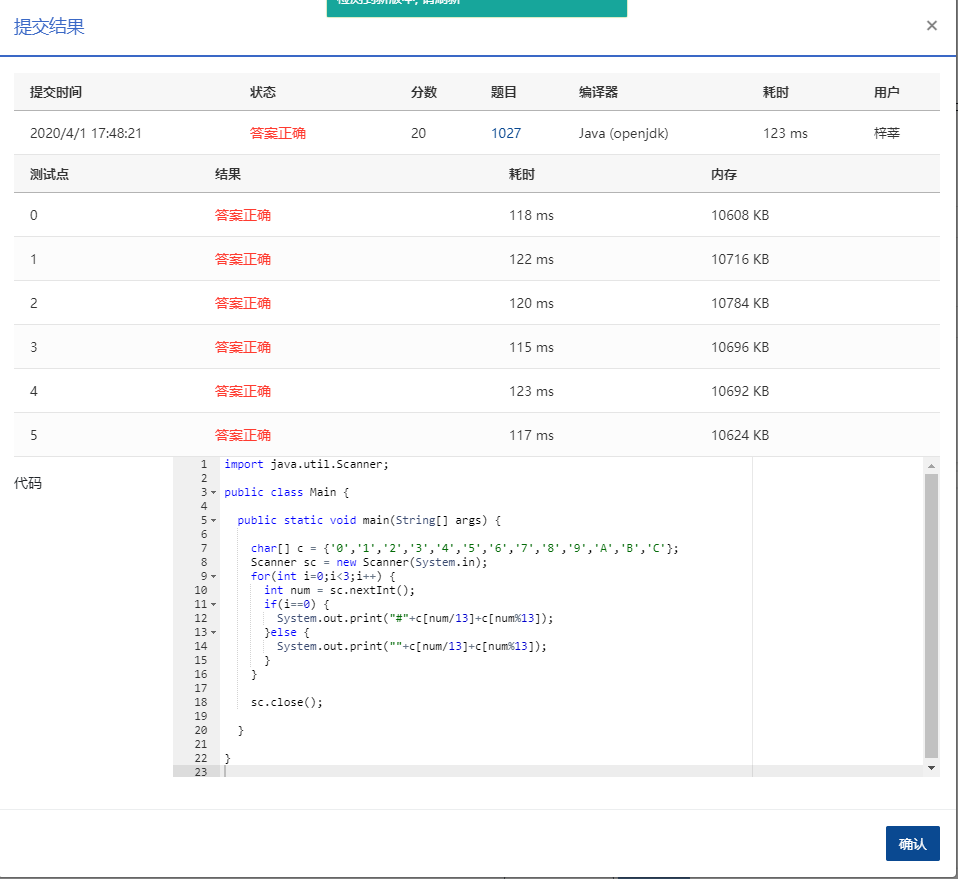 提交结果
×
提交时间 状态 分数 题目 编译器 耗时 用户
2020/4/1 17:48:21 答案正确 20 1027 Java (openjdk) 123 ms 梓莘
测试点 结果 耗时 内存
0 答案正确 118 ms 10608 KB
1 答案正确 122 ms 10716 KB
2 答案正确 120 ms 10784 KB
3 答案正确 115 ms 10696 KB
4 答案正确 123 ms 10692 KB
5 答案正确 117 ms 10624 KB
代码
1 import java.util.Scanner;
2
3 public class Main {
4
5 public static void main(String[] args) {
6
7 char[] c = {'0','1','2','3','4','5','6','7','8','9','A','B','C'};
8 Scanner sc = new Scanner(System.in);
9 for(int i=0;i<3;i++) {
10 int num = sc.nextInt();
11 if(i==0) {
12 System.out.print("#"+c[num/13]+c[num%13]);
13 }else {
14 System.out.print(""+c[num/13]+c[num%13]);
15 }
16 }
17
18 sc.close();
19
20 }
21
22 }
23
确认